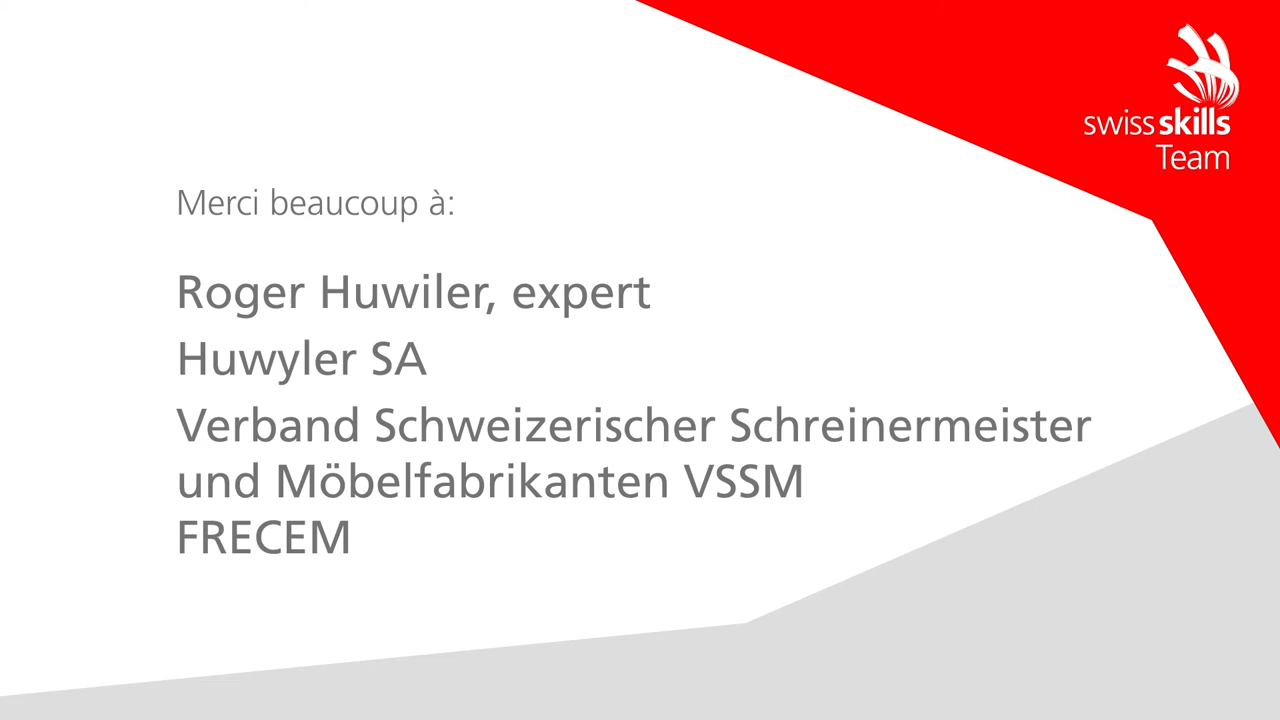 swiss skills
Team
Merci beaucoup à:
Roger Huwiler, expert
Huwyler SA
Verband Schweizerischer Schreinermeister
und Möbelfabrikanten VSSM
FRECEM